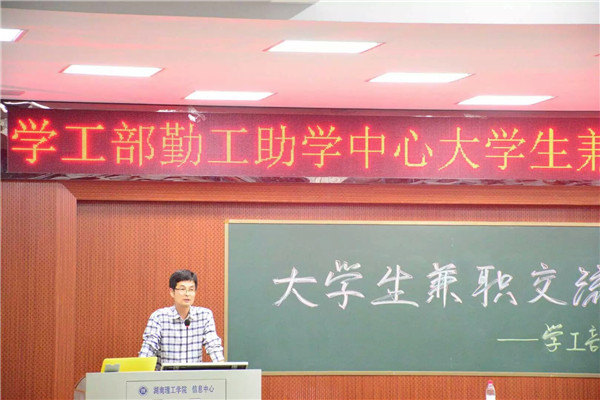 学工部勤工助学中心大学生兼
大学生兼职交流
——学工部
湖南理工学院 信息中心